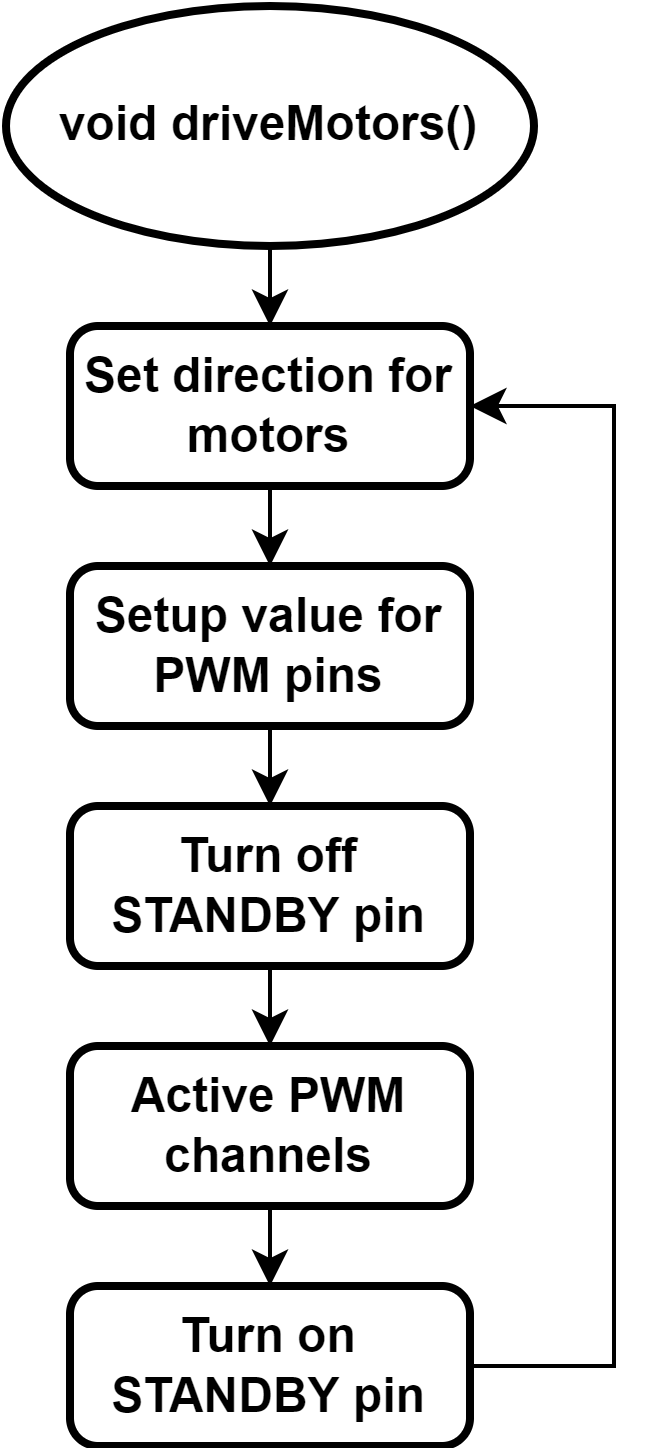 void driveMotors()
Set direction for
motors
Setup value for
PWM pins
Turn off
STANDBY pin
Active PWM
channels
Turn on
STANDBY pin